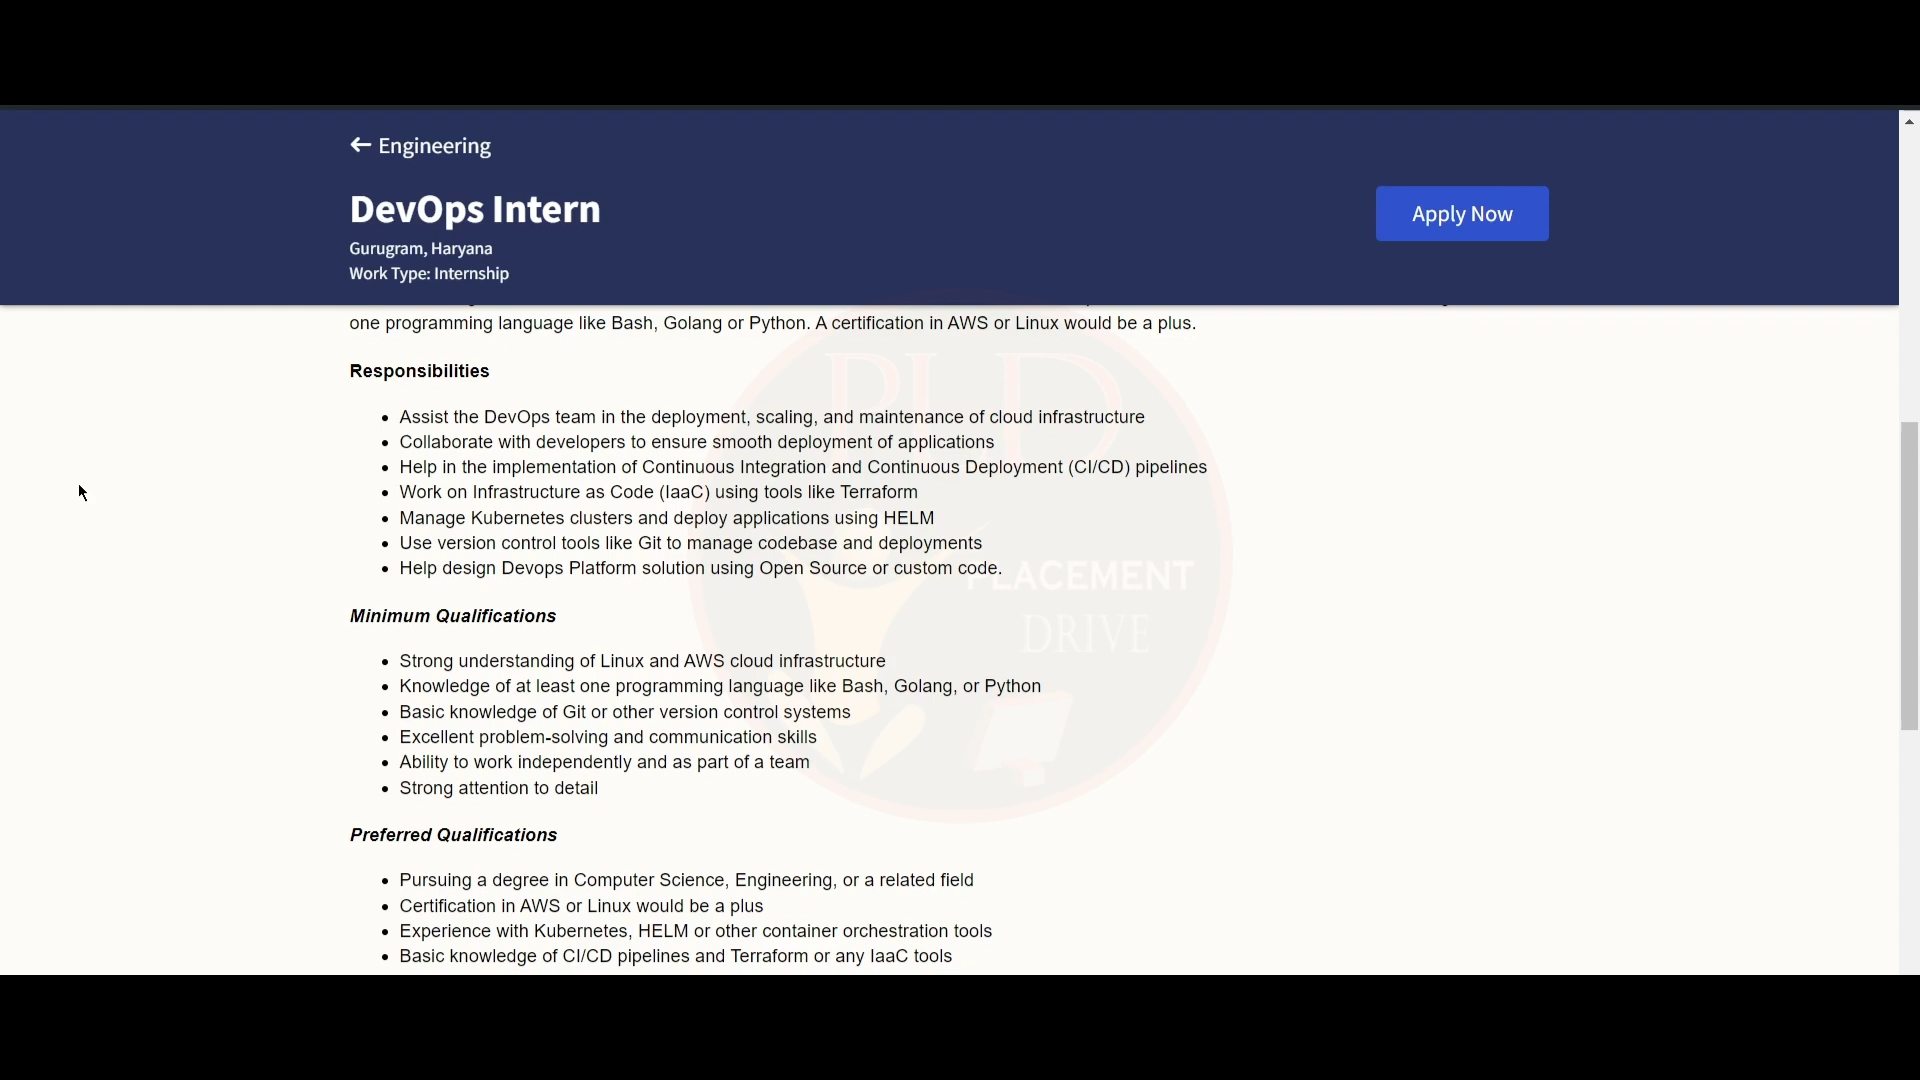 ← Engineering
DevOps Intern
Apply Now
Gurugram, Haryana
Work Type: Internship
one programming language like Bash, Golang or Python. A certification in AWS or Linux would be a plus.
Responsibilities
• Assist the DevOps team in the deployment, scaling, and maintenance of cloud infrastructure
• Collaborate with developers to ensure smooth deployment of applications
• Help in the implementation of Continuous Integration and Continuous Deployment (CI/CD) pipelines
• Work on Infrastructure as Code (IaaC) using tools like Terraform
• Manage Kubernetes clusters and deploy applications using HELM
• Use version control tools like Git to manage codebase and deployments
• Help design Devops Platform solution using Open Source or custom code.
Minimum Qualifications
• Strong understanding of Linux and AWS cloud infrastructure
• Knowledge of at least one programming language like Bash, Golang, or Python
• Basic knowledge of Git or other version control systems
• Excellent problem-solving and communication skills
• Ability to work independently and as part of a team
• Strong attention to detail
Preferred Qualifications
• Pursuing a degree in Computer Science, Engineering, or a related field
• Certification in AWS or Linux would be a plus
• Experience with Kubernetes, HELM or other container orchestration tools
• Basic knowledge of CI/CD pipelines and Terraform or any IaaC tools
PLD
PLACEMENT
DRIVE